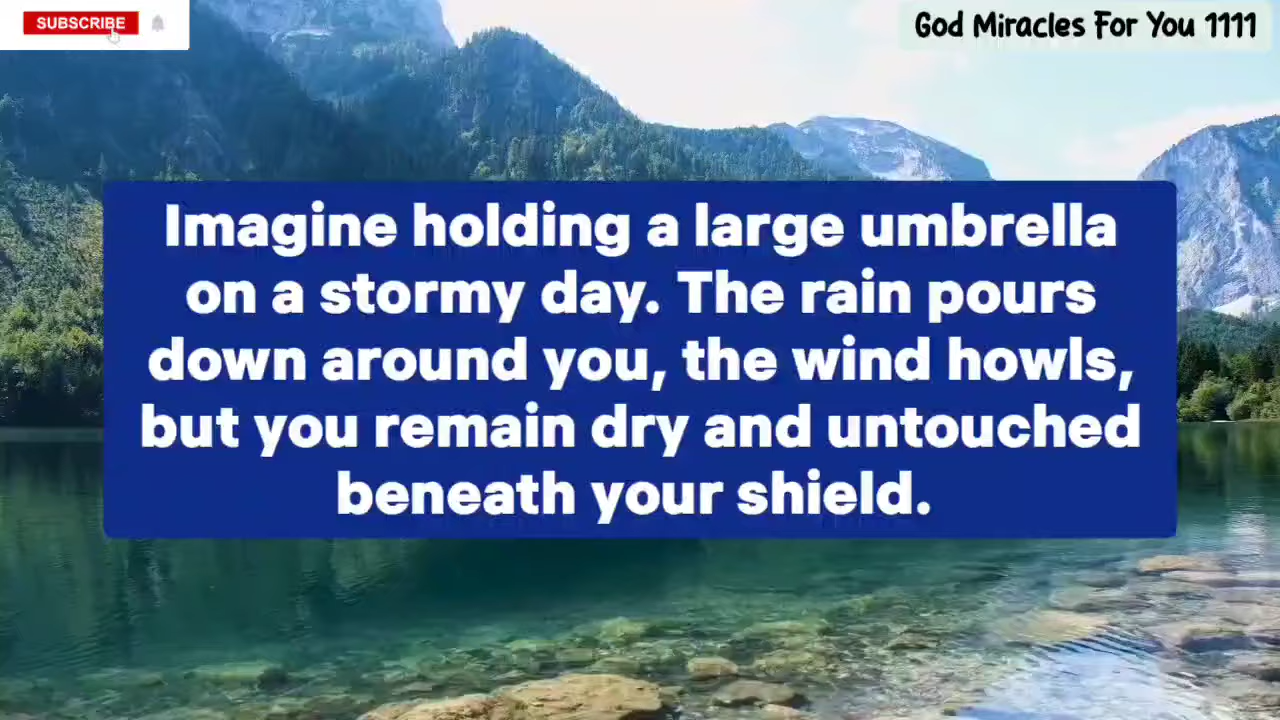 SUBSCRIBE
God Miracles For You 1111
Imagine holding a large umbrella
on a stormy day. The rain pours
down around you, the wind howls,
but you remain dry and untouched
beneath your shield.